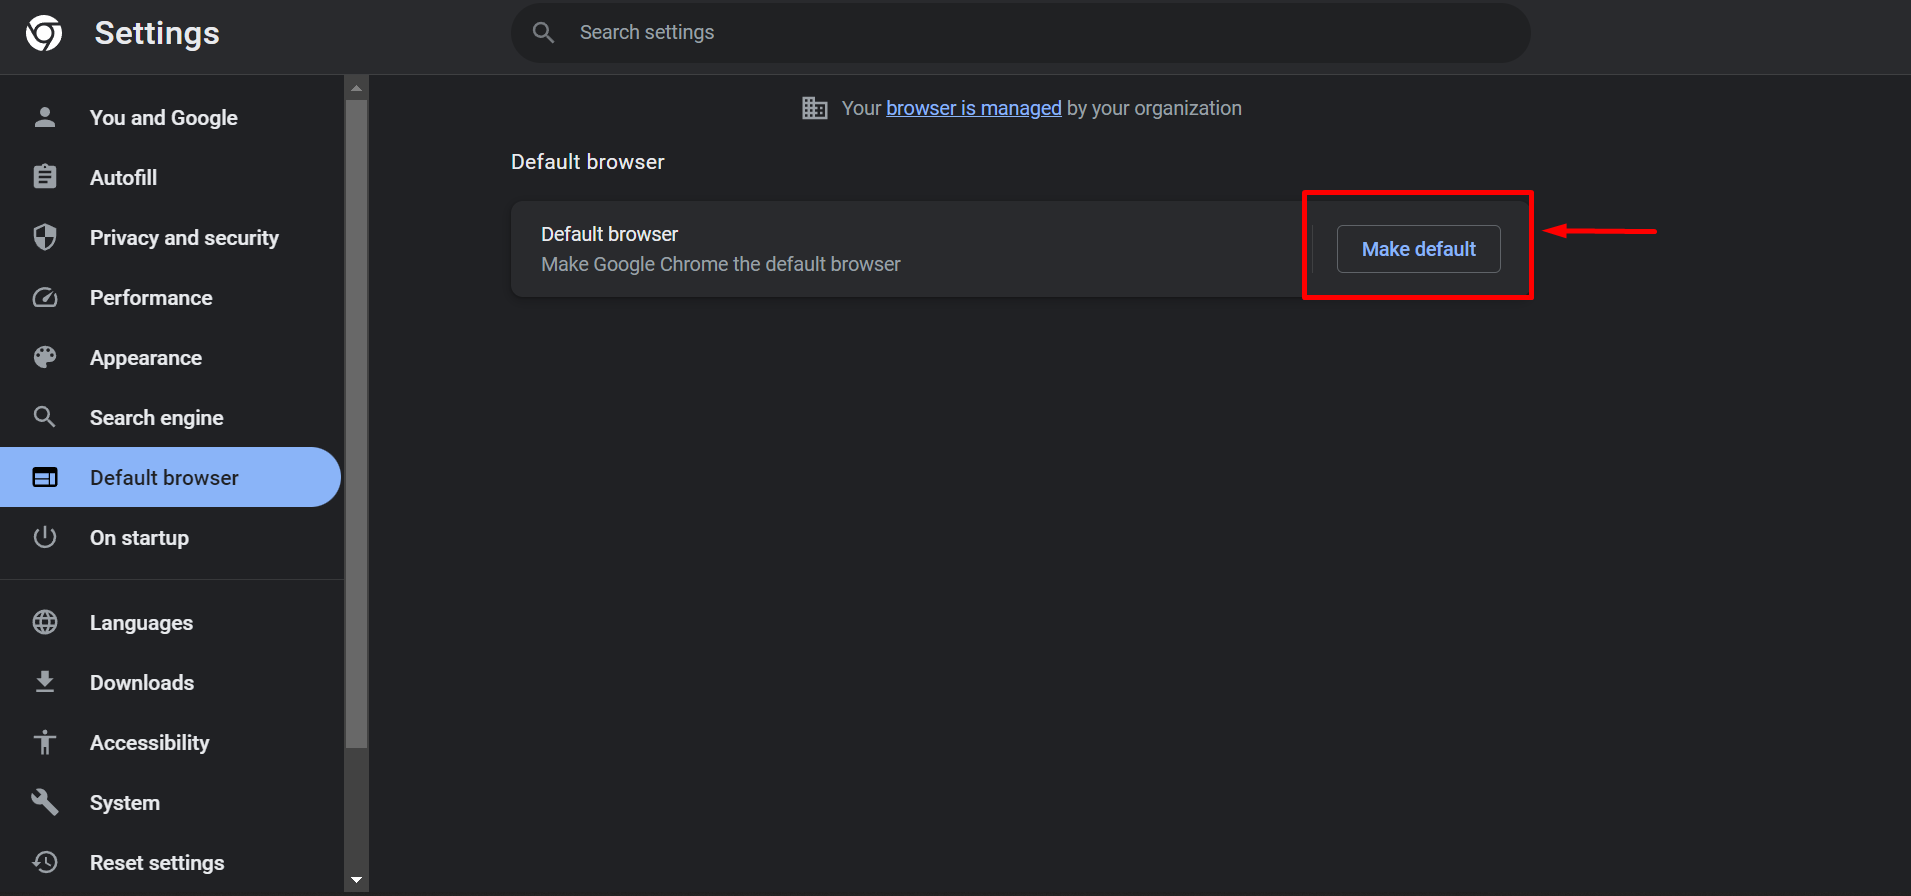 Settings
Search settings
You and Google
Autofill
Privacy and security
Performance
Appearance
Search engine
Default browser
On startup
Languages
Downloads
Accessibility
System
Reset settings
Your browser is managed by your organization
Default browser
Default browser
Make Google Chrome the default browser
Make default